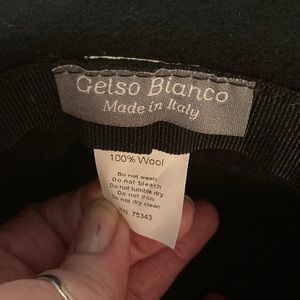 Gelso Bianco
Made in Italy
100% Wool
Do not wash
Do not bleach
Do not tumble dry
Do not iron
Do not dry clean
RN 75343